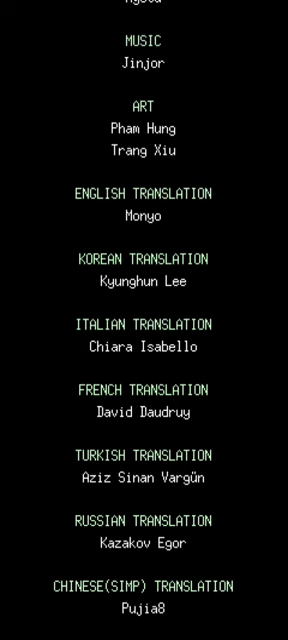 MUSIC
Jinjor
ART
Pham Hung
Trang Xiu
ENGLISH TRANSLATION
Monyo
KOREAN TRANSLATION
Kyunghun Lee
ITALIAN TRANSLATION
Chiara Isabello
FRENCH TRANSLATION
David Daudruy
TURKISH TRANSLATION
Aziz Sinan Vargün
RUSSIAN TRANSLATION
Kazakov Egor
CHINESE(SIMP) TRANSLATION
Pujia8